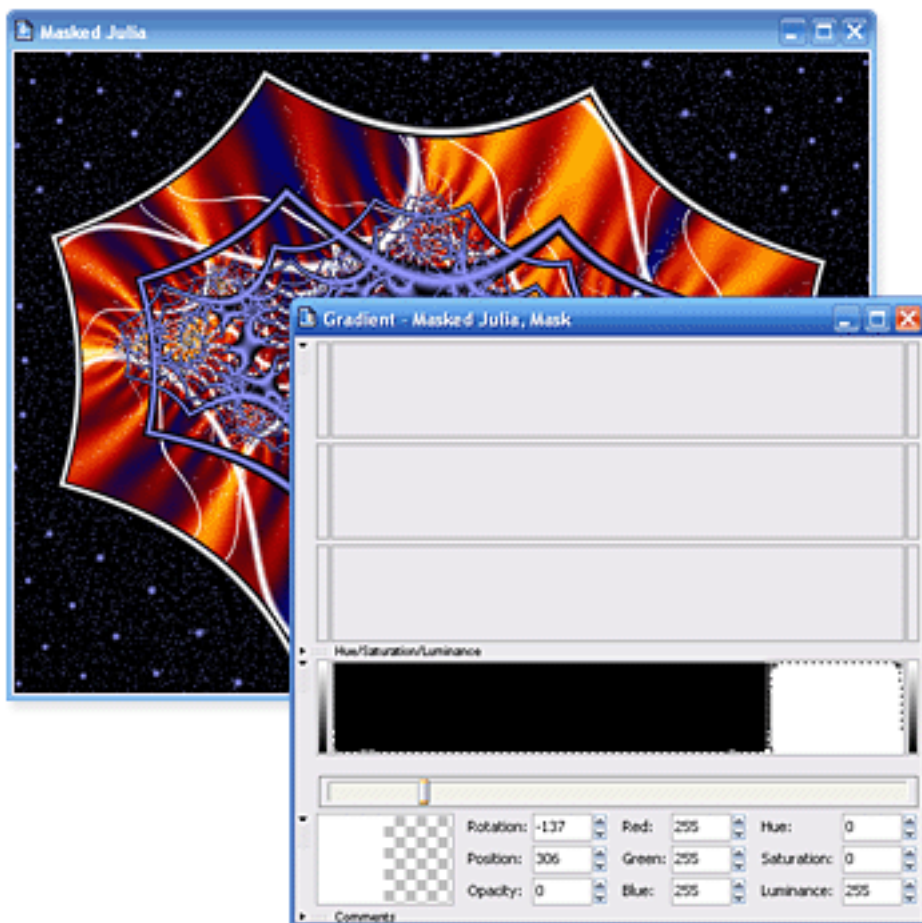 Masked Julia
Gradient - Masked Julia, Mask
Hue/Saturation/Luminance
Rotation: -137 Red: 255 Hue: 0
Position: 306 Green: 255 Saturation: 0
Opacity: 0 Blue: 255 Luminance: 255
Comments